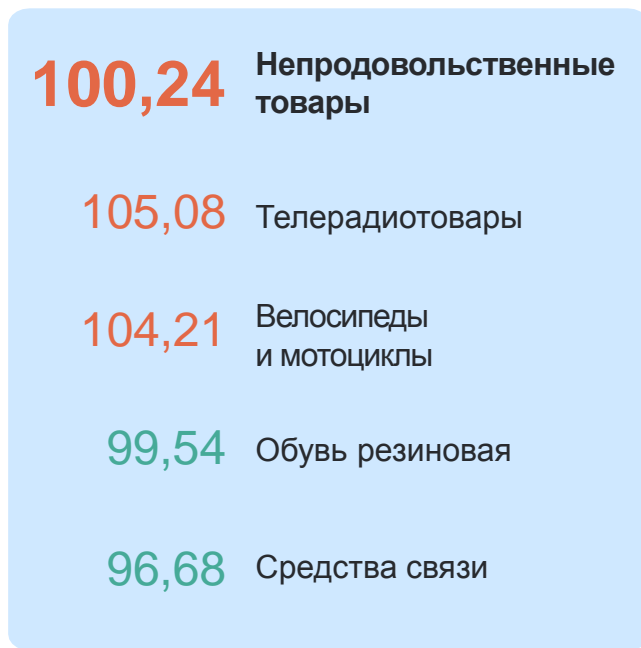 100,24 Непродовольственные
товары
105,08 Телерадиотовары
104,21 Велосипеды
и мотоциклы
99,54 Обувь резиновая
96,68 Средства связи